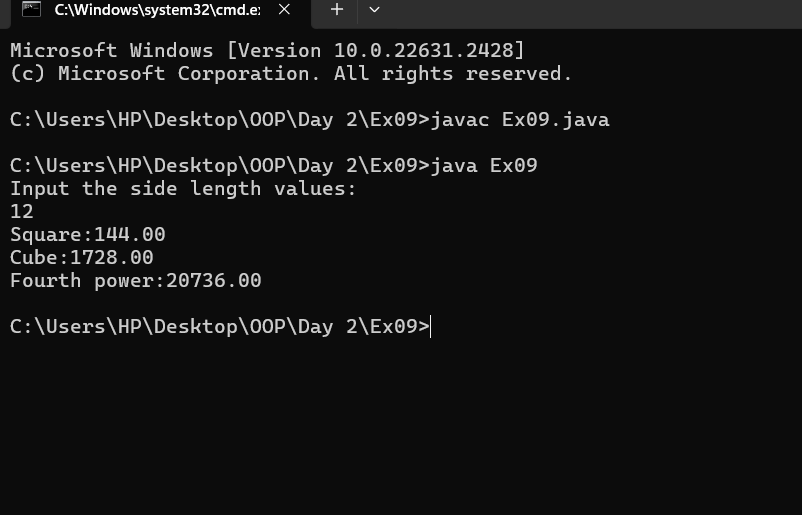 C:\Windows\system32\cmd.e
Microsoft Windows [Version 10.0.22631.2428]
(c) Microsoft Corporation. All rights reserved.
C:\Users\HP\Desktop\OOP\Day 2\Ex09>javac Ex09.java
C:\Users\HP\Desktop\OOP\Day 2\Ex09>java Ex09
Input the side length values:
12
Square:144.00
Cube:1728.00
Fourth power:20736.00
C:\Users\HP\Desktop\OOP\Day 2\Ex09>